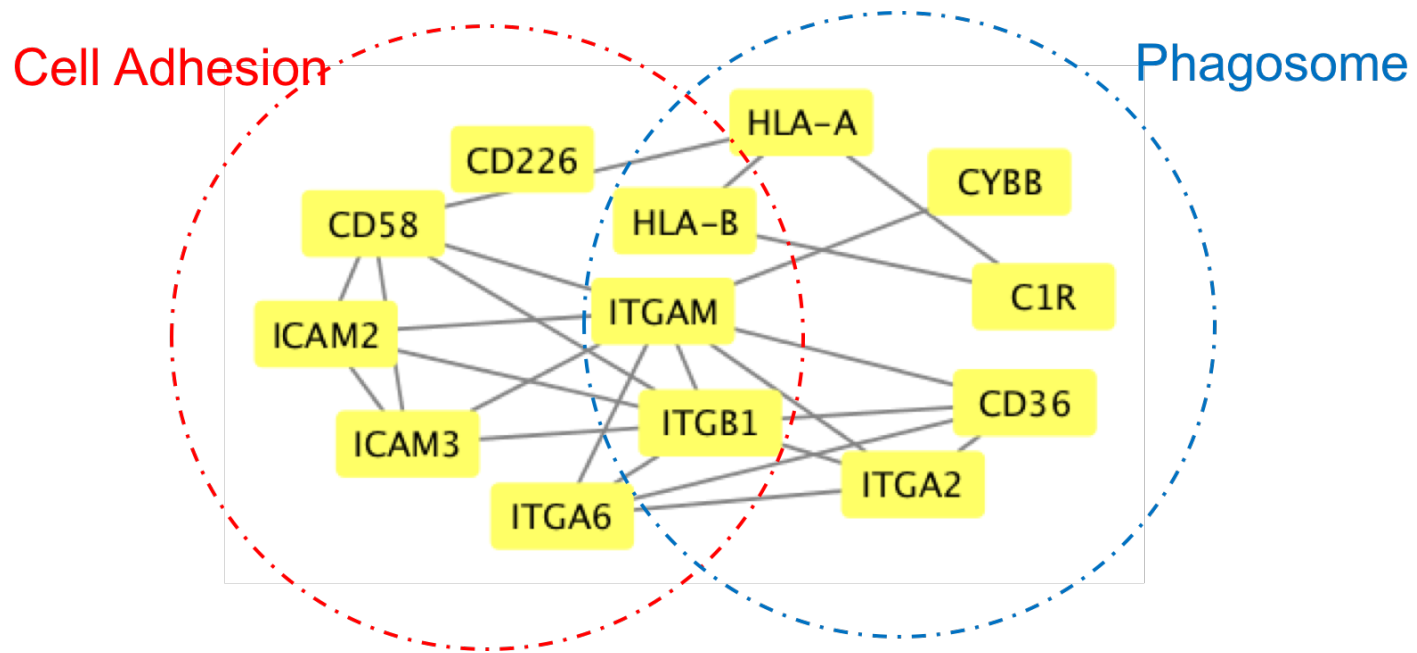 Cell Adhesion
Phagosome
HLA-A
CD226
CYBB
CD58
HLA-B
C1R
ITGAM
ICAM2
CD36
ITGB1
ICAM3
ITGA2
ITGA6